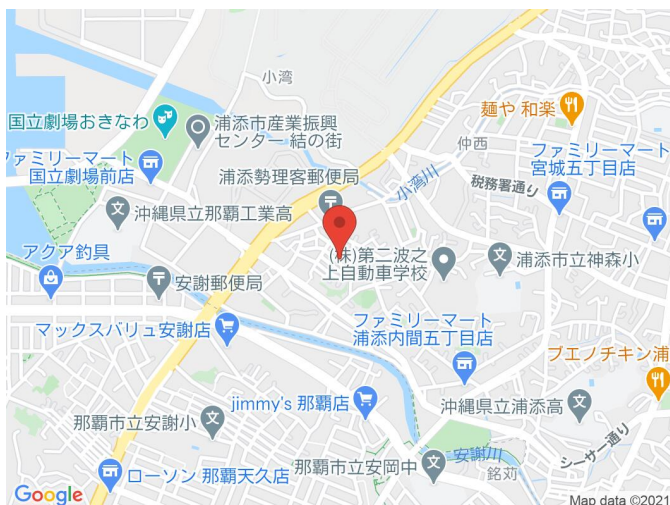 小湾
国立劇場おきなわ
浦添市産業振興
センター 結の街
麺や 和楽
仲西
ファミリーマート
国立劇場前店
浦添勢理客郵便局
小湾川
税務署通り
ファミリーマート
宮城五丁目店
沖縄県立那覇工業高
アクア釣具
安謝郵便局
(株)第二波之
上自動車学校
浦添市立神森小
マックスバリュ安謝店
ファミリーマート
浦添内間五丁目店
ブエノチキン浦
jimmy's 那覇店
那覇市立安謝小
沖縄県立浦添高
シーサー通り
ローソン 那覇天久店
那覇市立安岡中
安謝川
銘苅
Google
Map data ©2021